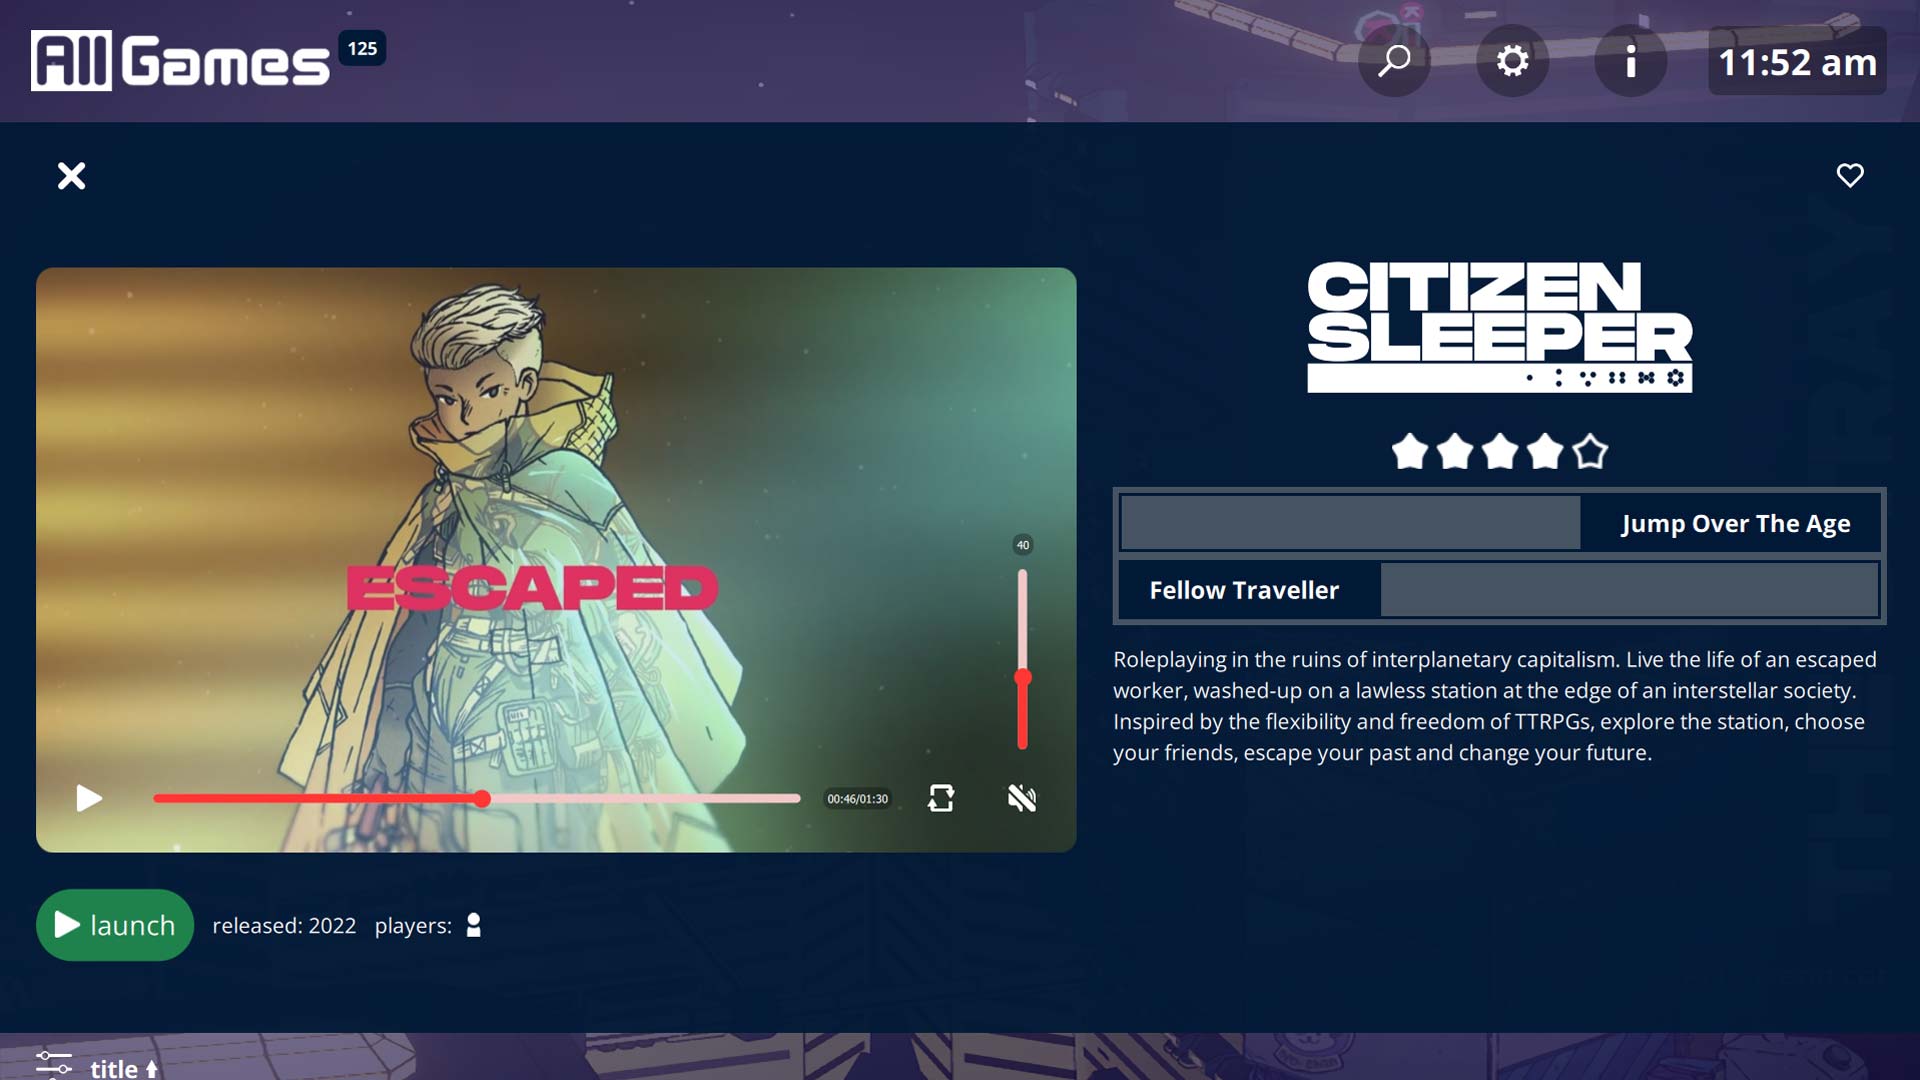 All Games 125
11:52 am
CITIZEN
SLEEPER
ESCAPED
40
00:46/01:30
Jump Over The Age
Fellow Traveller
Roleplaying in the ruins of interplanetary capitalism. Live the life of an escaped
worker, washed-up on a lawless station at the edge of an interstellar society.
Inspired by the flexibility and freedom of TTRPGs, explore the station, choose
your friends, escape your past and change your future.
launch
released: 2022
players:
title